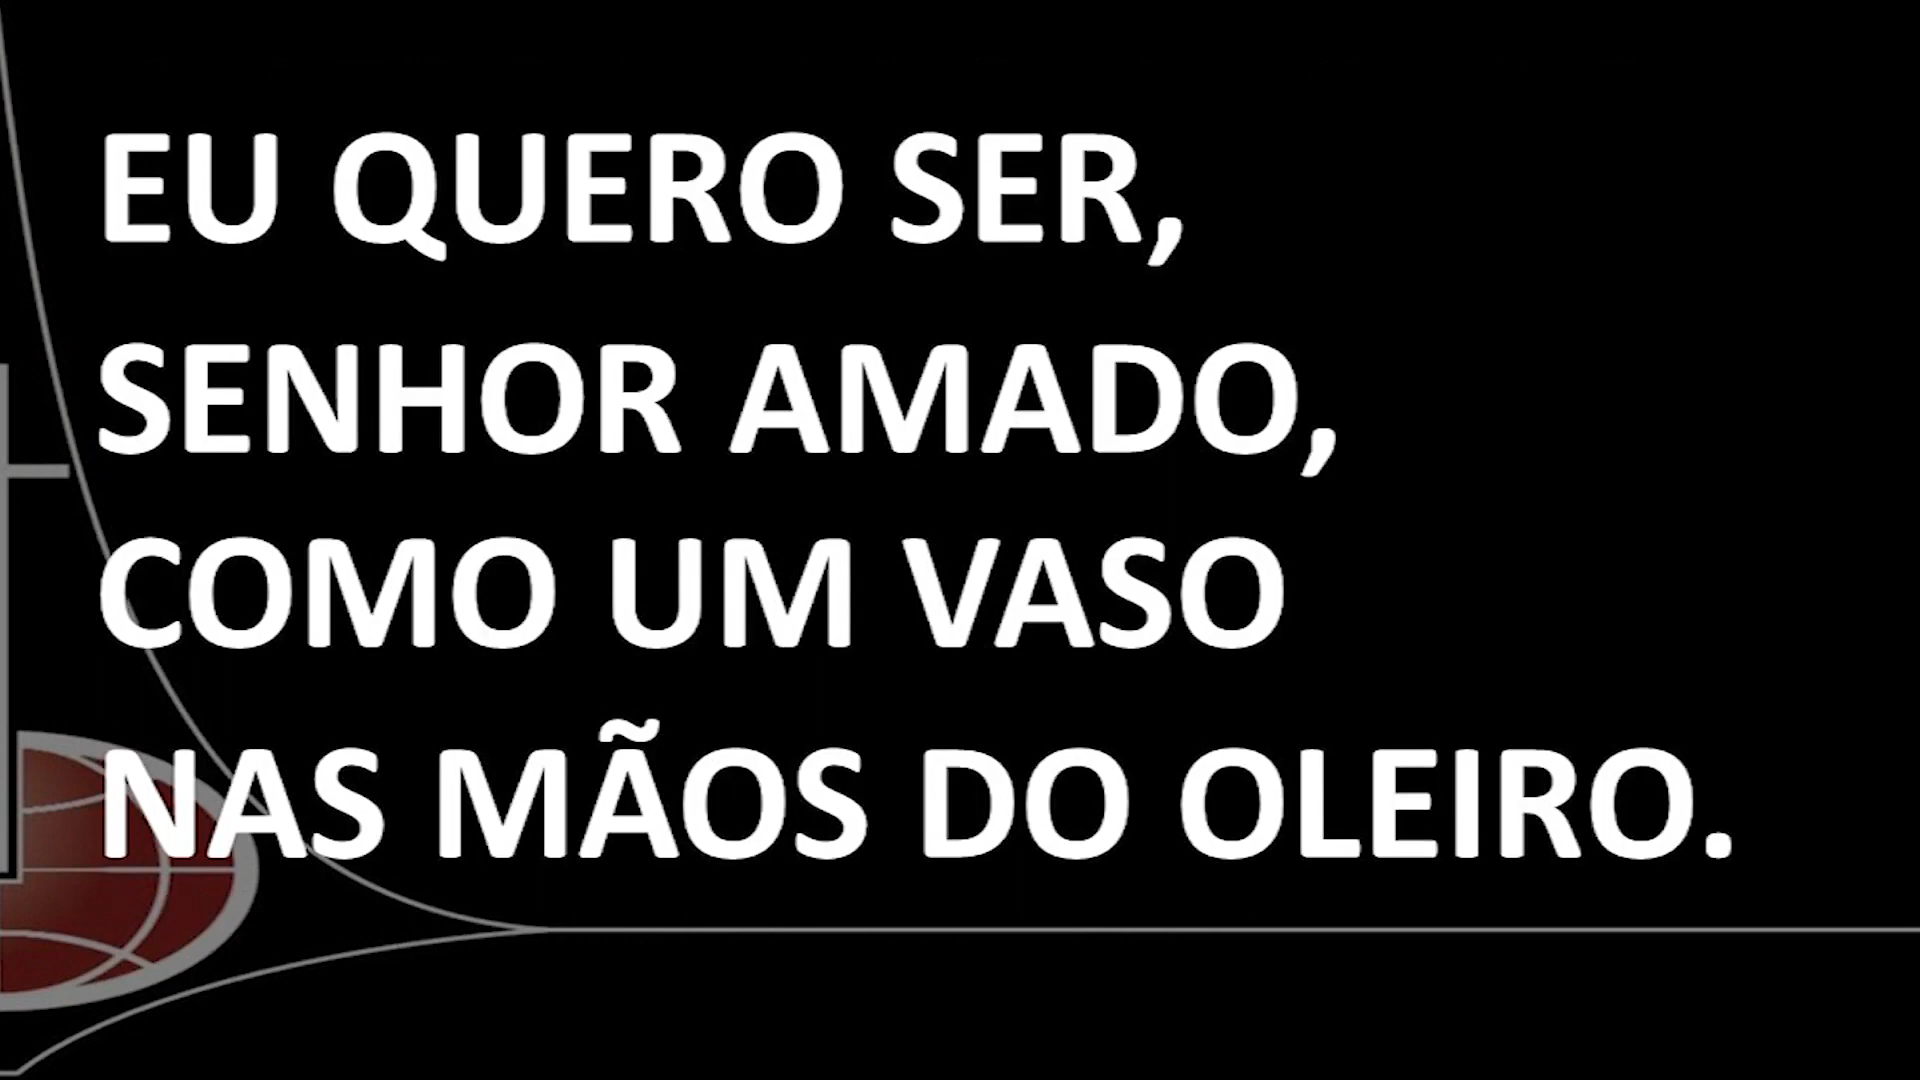 EU QUERO SER,
SENHOR AMADO,
COMO UM VASO
NAS MÃOS DO OLEIRO.